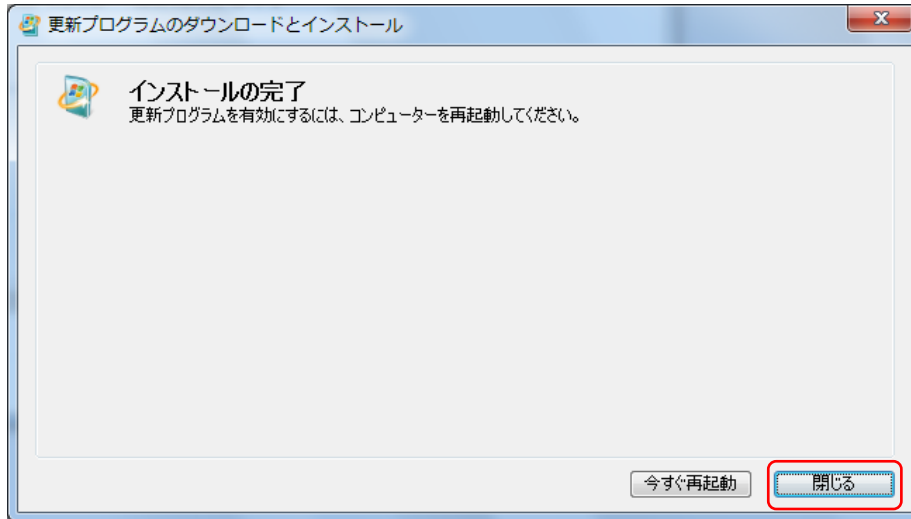 更新プログラムのダウンロードとインストール
インストールの完了
更新プログラムを有効にするには、コンピューターを再起動してください。
今すぐ再起動
閉じる